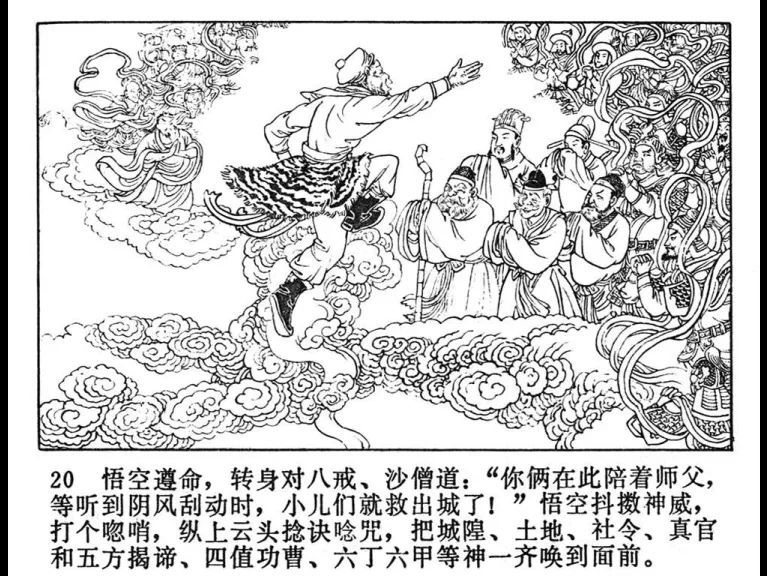 20 悟空遵命，转身对八戒、沙僧道：“你俩在此陪着师父，
等听到阴风刮动时，小儿们就救出城了！”悟空抖擞神威，
打个唿哨，纵上云头捻诀唸咒，把城隍、土地、社令、真官
和五方揭谛、四值功曹、六丁六甲等神一齐唤到面前。